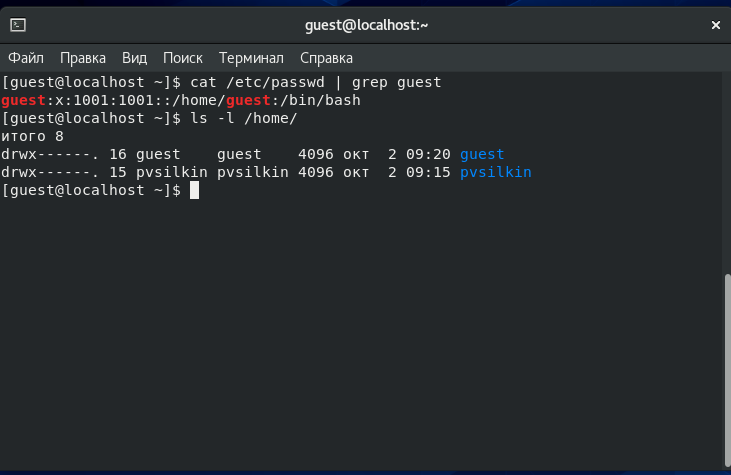 guest@localhost:~
Файл Правка Вид Поиск Терминал Справка
[guest@localhost ~]$ cat /etc/passwd | grep guest
guest:x:1001:1001::/home/guest:/bin/bash
[guest@localhost ~]$ ls -l /home/
итого 8
drwx------. 16 guest    guest    4096 окт  2 09:20 guest
drwx------. 15 pvsilkin pvsilkin 4096 окт  2 09:15 pvsilkin
[guest@localhost ~]$